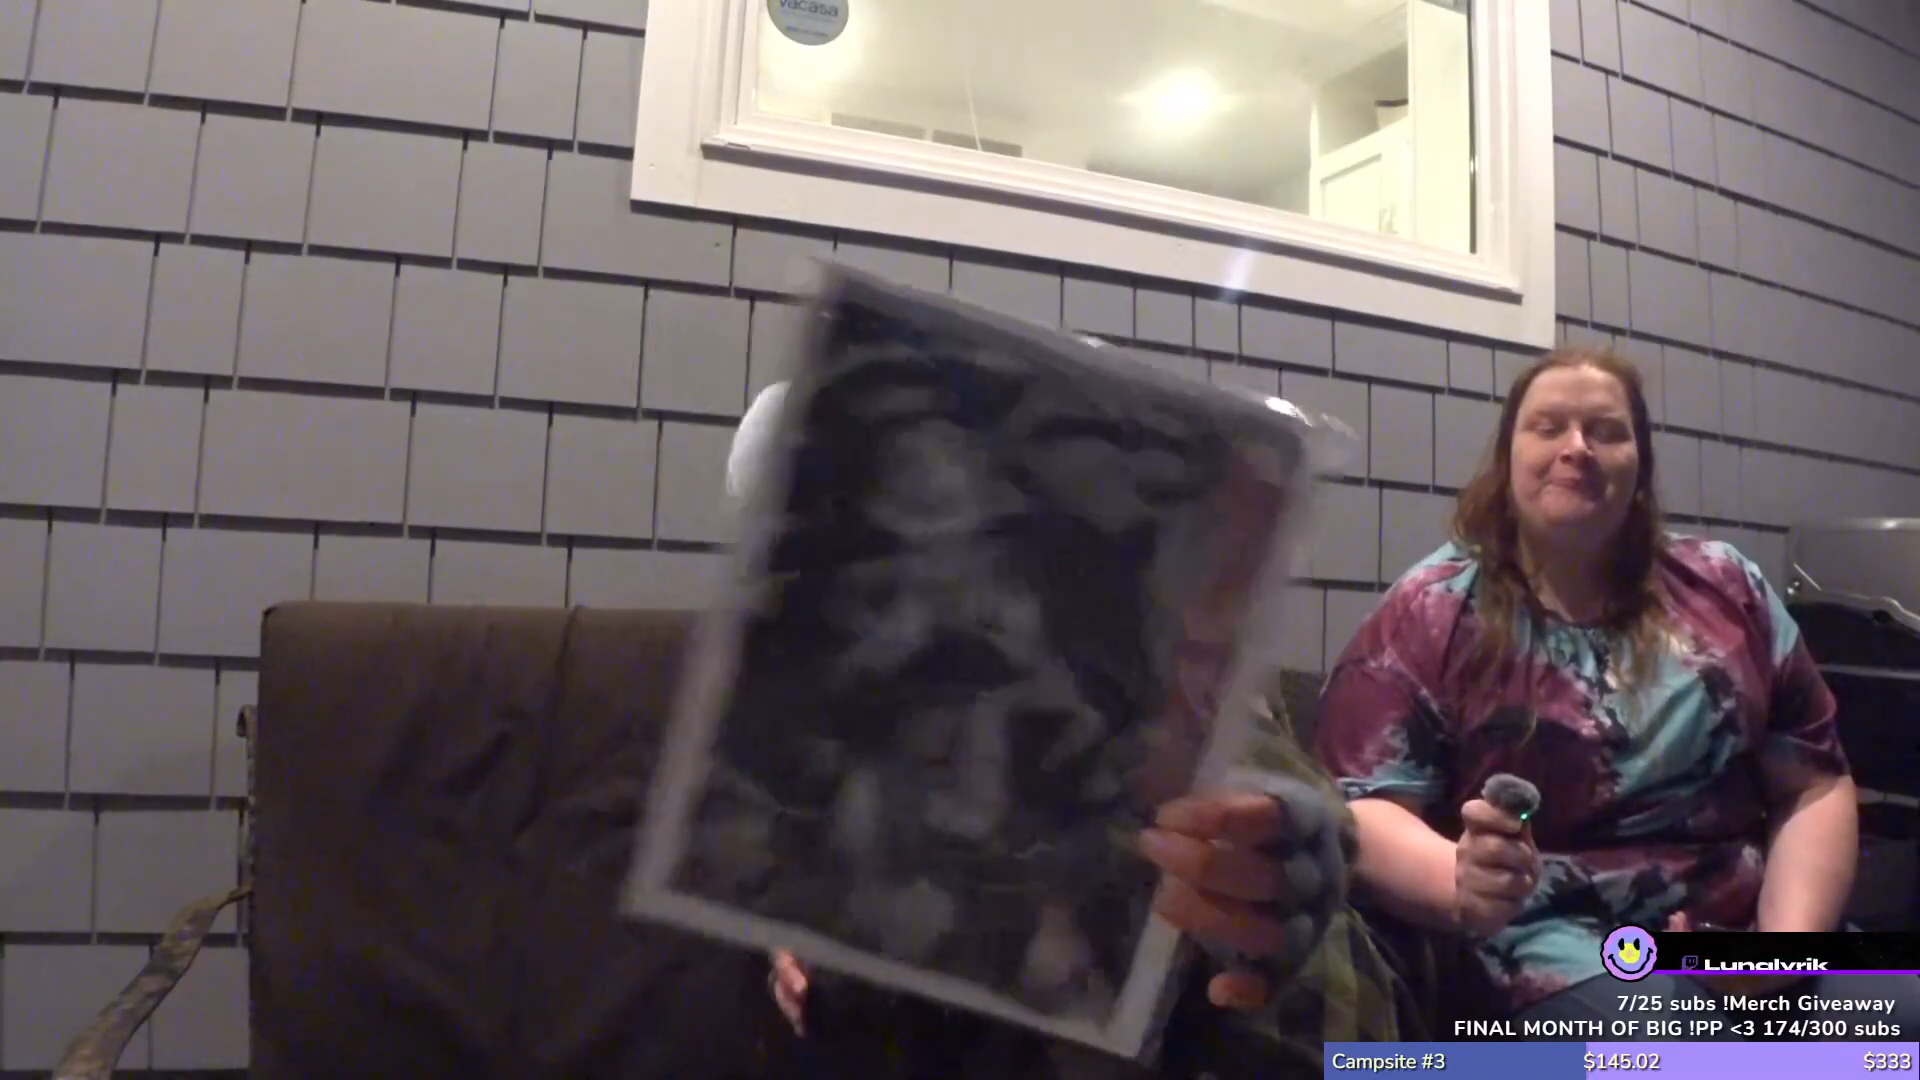 vacasa
Lunalyrik
7/25 subs !Merch Giveaway
FINAL MONTH OF BIG !PP <3 174/300 subs
Campsite #3 $145.02 $333